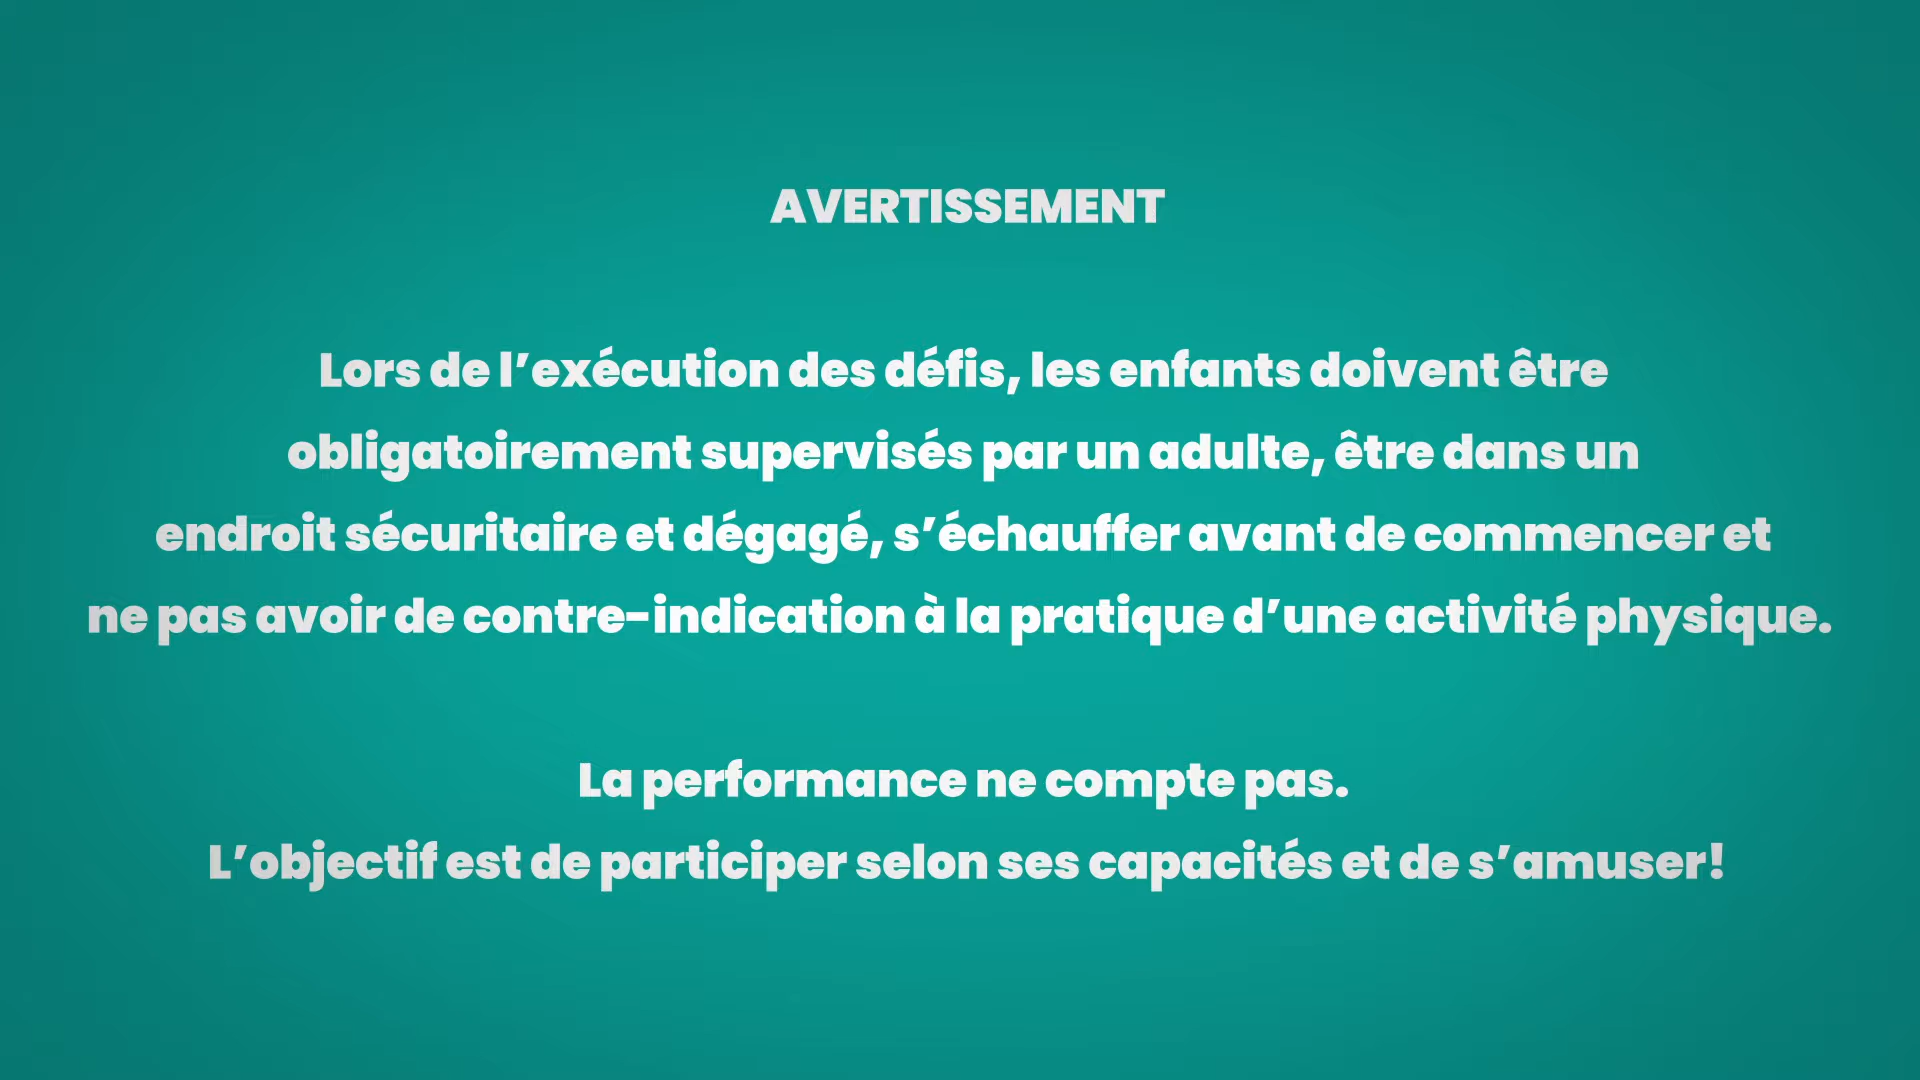 AVERTISSEMENT
Lors de l’exécution des défis, les enfants doivent être
obligatoirement supervisés par un adulte, être dans un
endroit sécuritaire et dégagé, s’échauffer avant de commencer et
ne pas avoir de contre-indication à la pratique d’une activité physique.
La performance ne compte pas.
L’objectif est de participer selon ses capacités et de s’amuser!